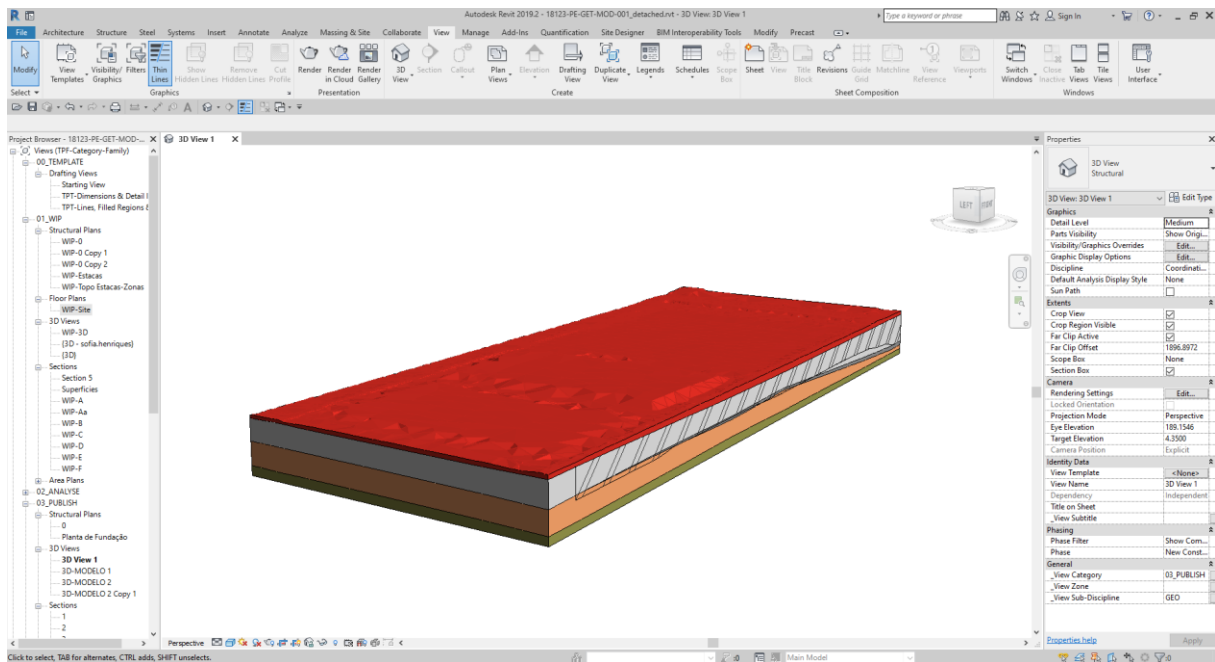 Autodesk Revit 2019.2 - 18123-PE-GET-MOD-001_detached.rvt - 3D View: 3D View 1
Type a keyword or phrase
Sign In
File Architecture Structure Steel Systems Insert Annotate Analyze Massing & Site Collaborate View Manage Add-Ins Quantification Site Designer BIM Interoperability Tools Modify Precast
Modify
View Templates
Visibility/ Graphics
Filters
Thin Lines
Show Hidden Lines
Remove Hidden Lines
Cut Profile
Render
Render in Cloud
Render Gallery
3D View
Section
Callout
Plan Views
Elevation
Drafting View
Duplicate View
Legends
Schedules
Scope Box
Sheet
View
Title Block
Revisions
Guide Grid
Matchline
View Reference
Viewports
Switch Windows
Close Inactive
Tab Views
Tile Views
User Interface
Select
Graphics
Presentation
Create
Sheet Composition
Windows
Project Browser - 18123-PE-GET-MOD-...
Views (TPF-Category-Family)
00_TEMPLATE
Drafting Views
Starting View
TPT-Dimensions & Detail
TPT-Lines, Filled Regions
01_WIP
Structural Plans
WIP-0
WIP-0 Copy 1
WIP-0 Copy 2
WIP-Estacas
WIP-Topo Estacas-Zonas
Floor Plans
WIP-Site
3D Views
WIP-3D
{3D - sofia.henriques}
{3D}
Sections
Section 5
Superficies
WIP-A
WIP-Aa
WIP-B
WIP-C
WIP-D
WIP-E
WIP-F
Area Plans
02_ANALYSE
03_PUBLISH
Structural Plans
0
Planta de Fundação
3D Views
3D View 1
3D-MODELO 1
3D-MODELO 2
3D-MODELO 2 Copy 1
Sections
1
2
3D View 1
LEFT
Perspective
Properties
3D View
Structural
3D View: 3D View 1
Edit Type
Graphics
Detail Level Medium
Parts Visibility Show Origi...
Visibility/Graphics Overrides Edit...
Graphic Display Options Edit...
Discipline Coordinati...
Default Analysis Display Style None
Sun Path
Extents
Crop View
Crop Region Visible
Far Clip Active
Far Clip Offset 1896.8972
Scope Box None
Section Box
Camera
Rendering Settings Edit...
Locked Orientation
Projection Mode Perspective
Eye Elevation 189.1546
Target Elevation 4.3500
Camera Position Explicit
Identity Data
View Template <None>
View Name 3D View 1
Dependency Independent
Title on Sheet
_View Subtitle
Phasing
Phase Filter Show Com...
Phase New Const...
General
_View Category 03_PUBLISH
_View Zone
_View Sub-Discipline GEO
Properties help
Apply
Click to select, TAB for alternates, CTRL adds, SHIFT unselects.
:0
Main Model
:0